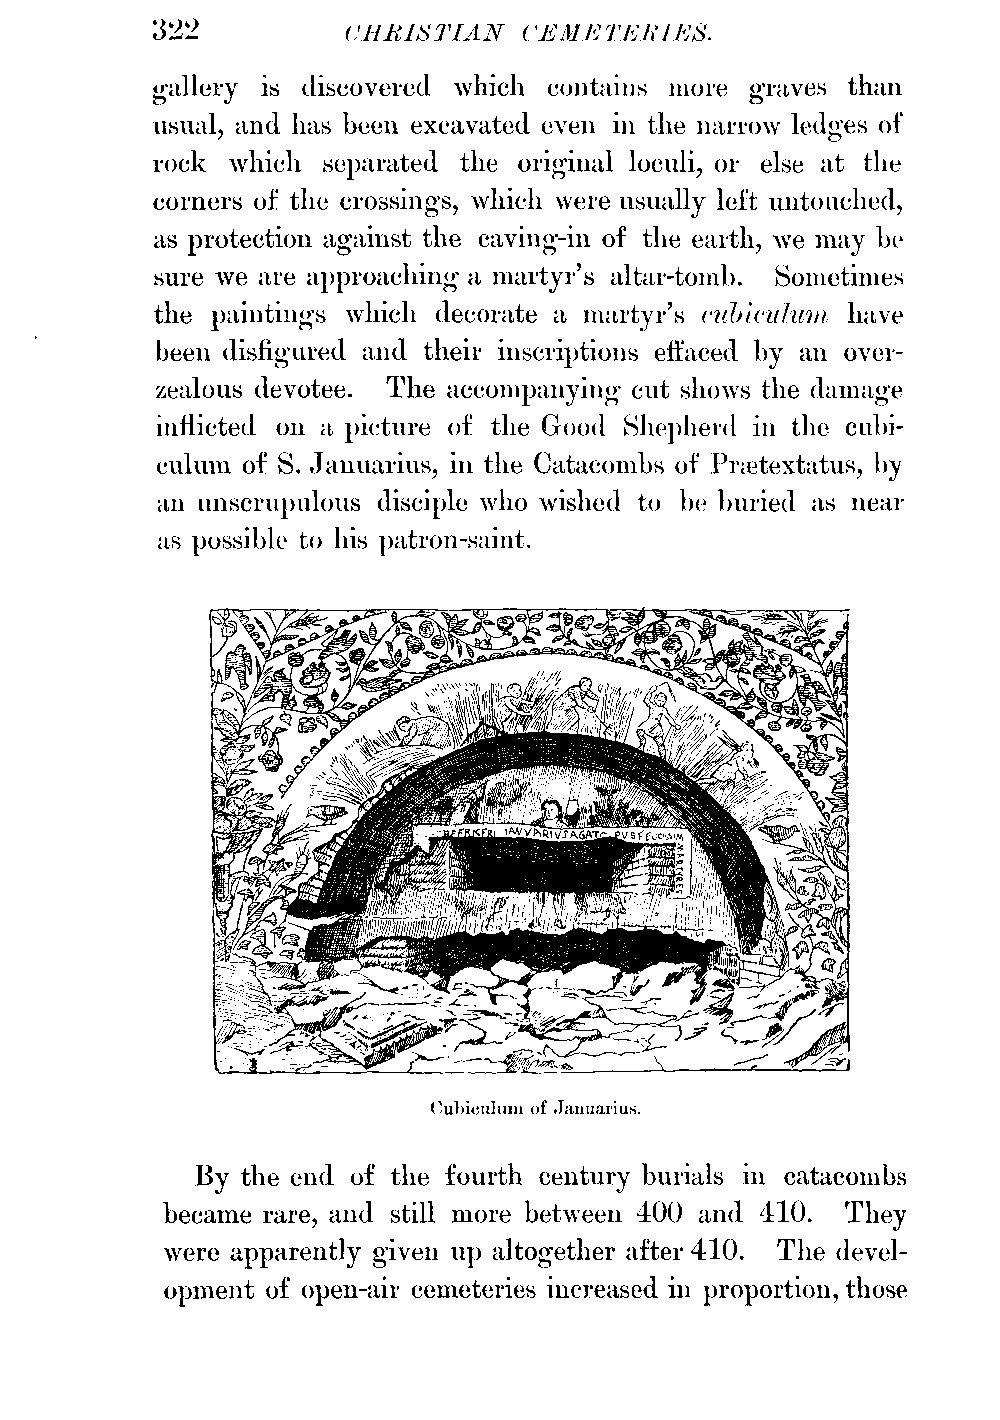 322 CHRISTIAN CEMETERIES.
gallery is discovered which contains more graves than
usual, and has been excavated even in the narrow ledges of
rock which separated the original loculi, or else at the
corners of the crossings, which were usually left untouched,
as protection against the caving-in of the earth, we may be
sure we are approaching a martyr's altar-tomb. Sometimes
the paintings which decorate a martyr's cubiculum have
been disfigured and their inscriptions effaced by an over-
zealous devotee. The accompanying cut shows the damage
inflicted on a picture of the Good Shepherd in the cubi-
culum of S. Januarius, in the Catacombs of Prætextatus, by
an unscrupulous disciple who wished to be buried as near
as possible to his patron-saint.
IANVARIVS AGATO
Cubiculum of Januarius.
By the end of the fourth century burials in catacombs
became rare, and still more between 400 and 410. They
were apparently given up altogether after 410. The devel-
opment of open-air cemeteries increased in proportion, those